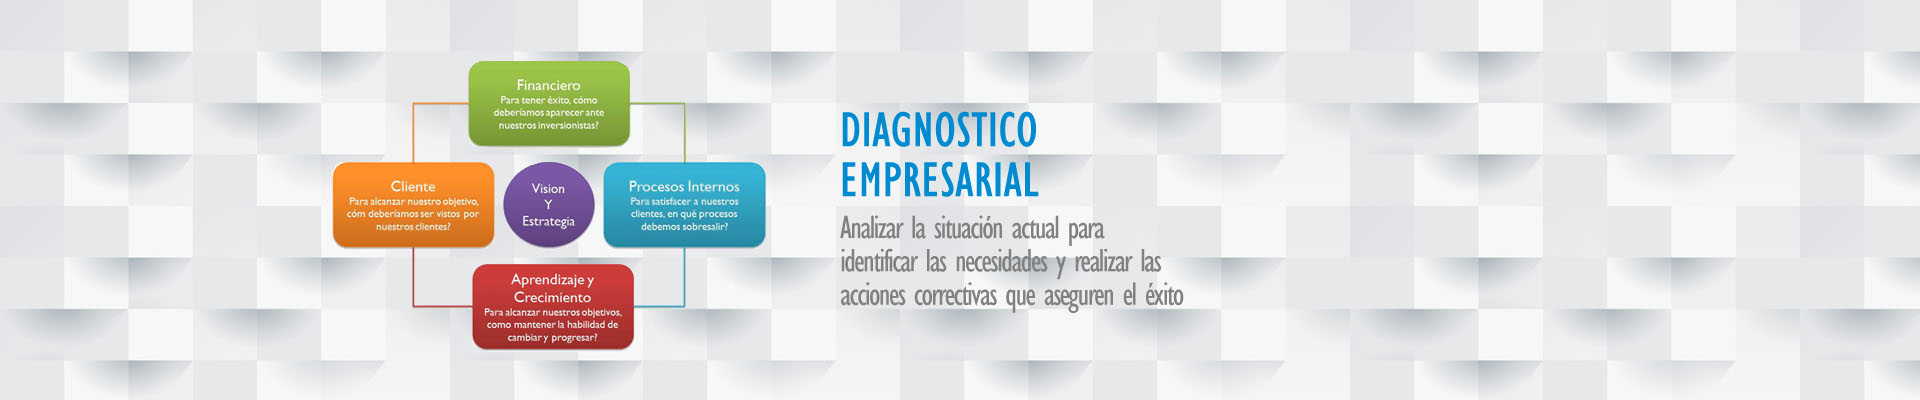 Financiero
Para tener éxito, cómo
deberíamos aparecer ante
nuestros inversionistas?
Cliente
Para alcanzar nuestro objetivo,
cóm deberíamos ser vistos por
nuestros clientes?
Vision
Y
Estrategia
Procesos Internos
Para satisfacer a nuestros
clientes, en qué procesos
debemos sobresalir?
Aprendizaje y
Crecimiento
Para alcanzar nuestros objetivos,
como mantener la habilidad de
cambiar y progresar?
DIAGNOSTICO
EMPRESARIAL
Analizar la situación actual para
identificar las necesidades y realizar las
acciones correctivas que aseguren el éxito